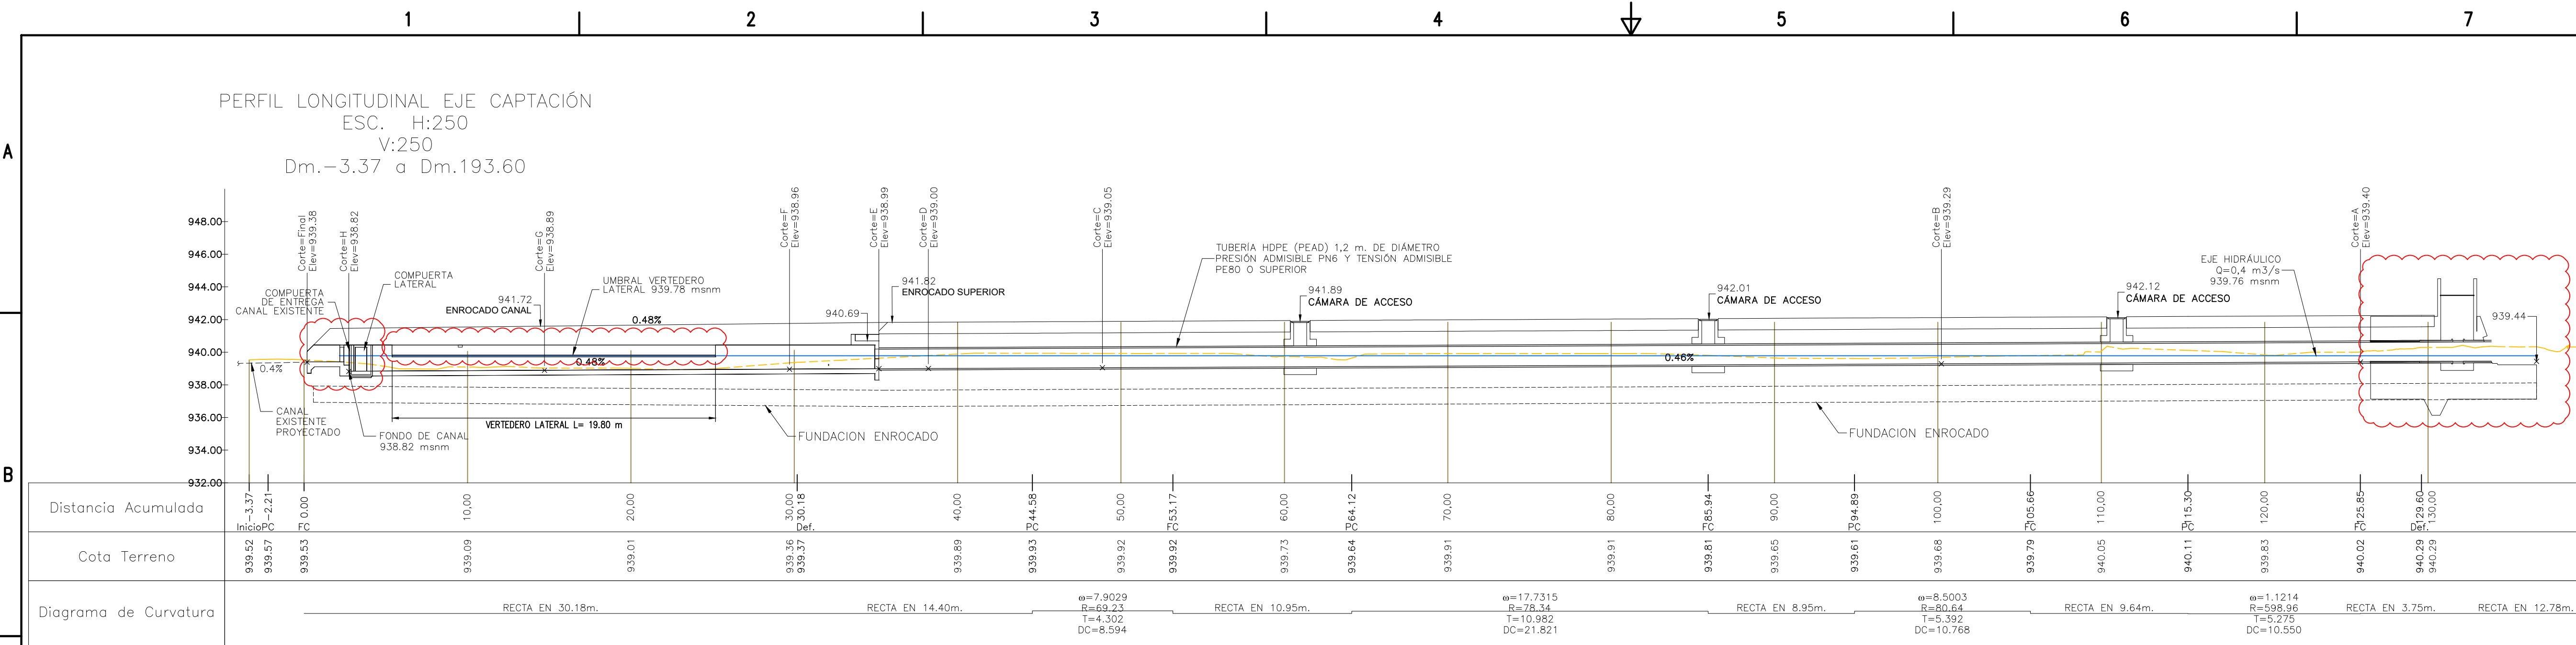 1 2 3 4 5 6 7
A
B
PERFIL LONGITUDINAL EJE CAPTACIÓN
ESC. H:250
V:250
Dm.-3.37 a Dm.193.60
948.00
946.00
944.00
942.00
940.00
938.00
936.00
934.00
932.00
Corte=Final
Elev=939.38
Corte=H
Elev=938.82
Corte=G
Elev=938.89
Corte=F
Elev=938.96
Corte=E
Elev=938.99
Corte=D
Elev=939.00
Corte=C
Elev=939.05
Corte=B
Elev=939.29
Corte=A
Elev=939.40
COMPUERTA
DE ENTREGA
CANAL EXISTENTE
COMPUERTA
LATERAL
941.72
ENROCADO CANAL
UMBRAL VERTEDERO
LATERAL 939.78 msnm
0.48%
0.48%
940.69
941.82
ENROCADO SUPERIOR
TUBERÍA HDPE (PEAD) 1,2 m. DE DIÁMETRO
PRESIÓN ADMISIBLE PN6 Y TENSIÓN ADMISIBLE
PE80 O SUPERIOR
941.89
CÁMARA DE ACCESO
942.01
CÁMARA DE ACCESO
942.12
CÁMARA DE ACCESO
EJE HIDRÁULICO
Q=0,4 m3/s
939.76 msnm
939.44
0.46%
0.4%
CANAL
EXISTENTE
PROYECTADO
FONDO DE CANAL
938.82 msnm
VERTEDERO LATERAL L= 19.80 m
FUNDACION ENROCADO
FUNDACION ENROCADO
Distancia Acumulada
-3.37 -2.21 0.00 10,00 20,00 30,00 30.18 40,00 44.58 50,00 53.17 60,00 64.12 70,00 80,00 85.94 90,00 94.89 100,00 105.66 110,00 115.30 120,00 125.85 129.60 130,00
Inicio PC FC Def. PC FC PC FC PC FC PC FC Def.
Cota Terreno
939.52 939.57 939.53 939.09 939.01 939.36 939.37 939.89 939.93 939.92 939.92 939.73 939.64 939.91 939.91 939.81 939.65 939.61 939.68 939.79 940.05 940.11 939.83 940.02 940.29 940.29
Diagrama de Curvatura
RECTA EN 30.18m.
RECTA EN 14.40m.
ω=7.9029
R=69.23
T=4.302
DC=8.594
RECTA EN 10.95m.
ω=17.7315
R=78.34
T=10.982
DC=21.821
RECTA EN 8.95m.
ω=8.5003
R=80.64
T=5.392
DC=10.768
RECTA EN 9.64m.
ω=1.1214
R=598.96
T=5.275
DC=10.550
RECTA EN 3.75m.
RECTA EN 12.78m.